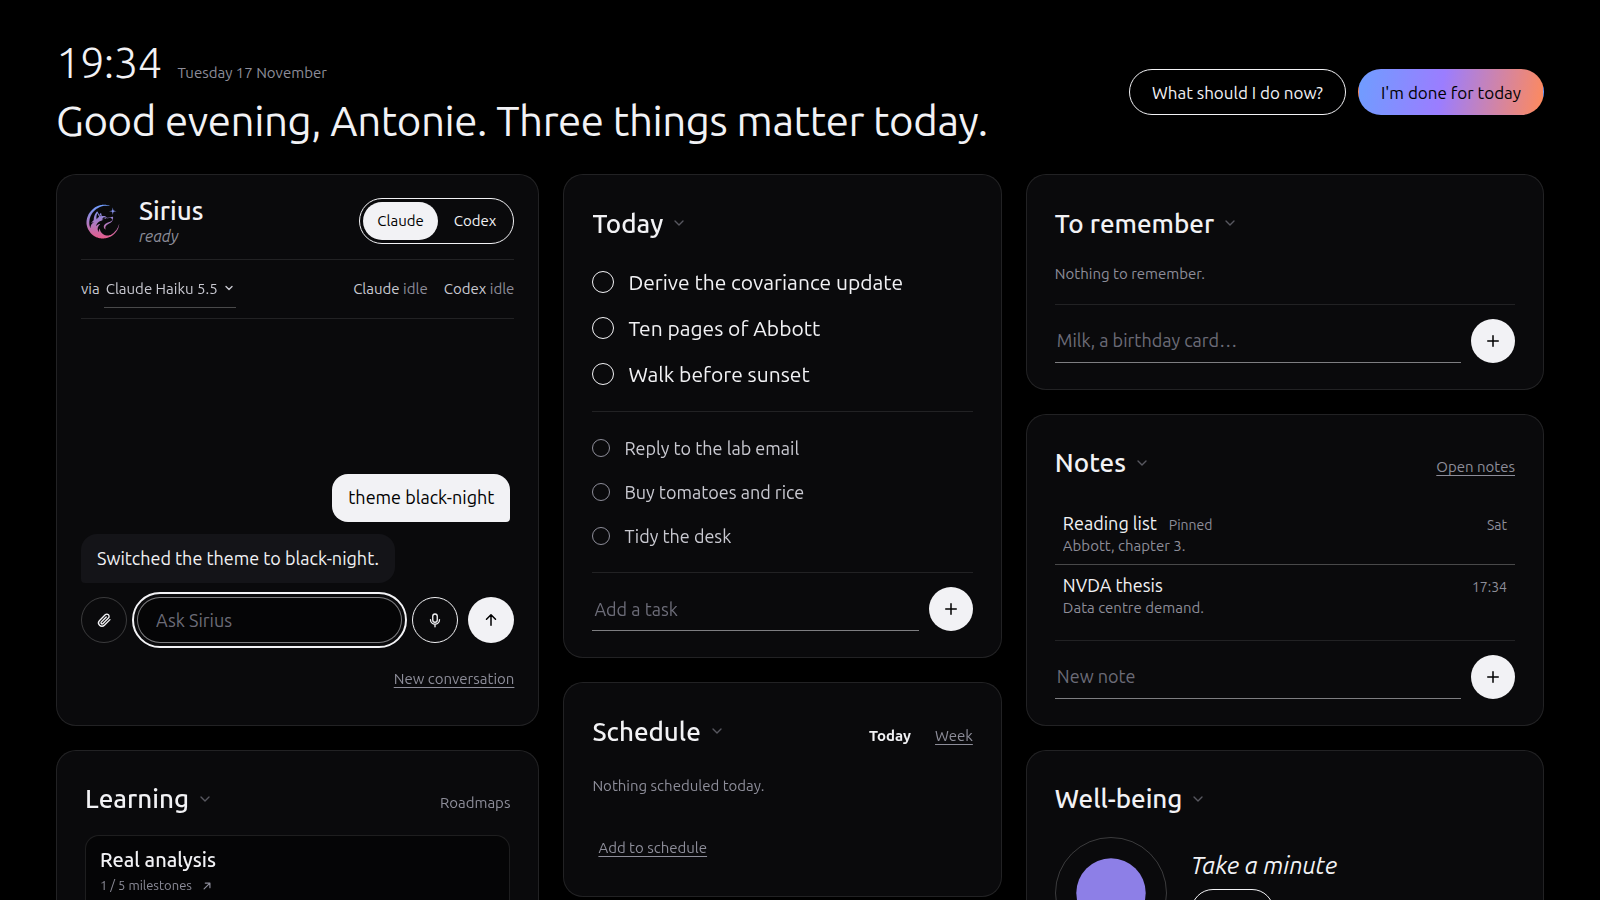 19:34 Tuesday 17 November
Good evening, Antonie. Three things matter today.
What should I do now?
I'm done for today
Sirius
ready
Claude Codex
via Claude Haiku 5.5
Claude idle Codex idle
theme black-night
Switched the theme to black-night.
Ask Sirius
New conversation
Learning
Roadmaps
Real analysis
1 / 5 milestones
Today
Derive the covariance update
Ten pages of Abbott
Walk before sunset
Reply to the lab email
Buy tomatoes and rice
Tidy the desk
Add a task
Schedule
Today Week
Nothing scheduled today.
Add to schedule
To remember
Nothing to remember.
Milk, a birthday card…
Notes
Open notes
Reading list Pinned Sat
Abbott, chapter 3.
NVDA thesis 17:34
Data centre demand.
New note
Well-being
Take a minute